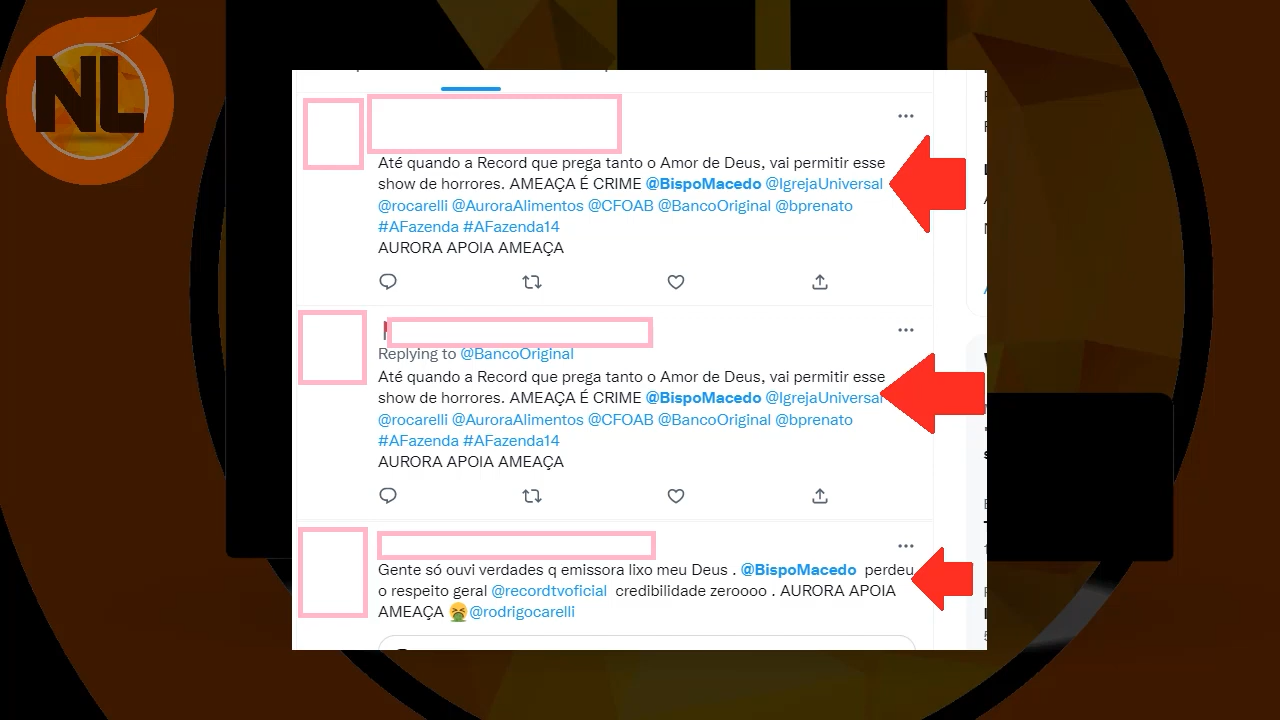 NL
Até quando a Record que prega tanto o Amor de Deus, vai permitir esse
show de horrores. AMEAÇA É CRIME @BispoMacedo @IgrejaUniversal
@rocarelli @AuroraAlimentos @CFOAB @BancoOriginal @bprenato
#AFazenda #AFazenda14
AURORA APOIA AMEAÇA
Replying to @BancoOriginal
Até quando a Record que prega tanto o Amor de Deus, vai permitir esse
show de horrores. AMEAÇA É CRIME @BispoMacedo @IgrejaUniversal
@rocarelli @AuroraAlimentos @CFOAB @BancoOriginal @bprenato
#AFazenda #AFazenda14
AURORA APOIA AMEAÇA
Gente só ouvi verdades q emissora lixo meu Deus . @BispoMacedo perdeu
o respeito geral @recordtvoficial credibilidade zeroooo . AURORA APOIA
AMEAÇA 🤮 @rodrigocarelli